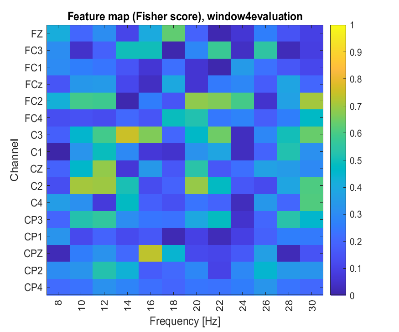 Feature map (Fisher score), window4evaluation
FZ
FC3
FC1
FCz
FC2
FC4
C3
C1
CZ
C2
C4
CP3
CP1
CPZ
CP2
CP4
Channel
8 10 12 14 16 18 20 22 24 26 28 30
Frequency [Hz]
1
0.9
0.8
0.7
0.6
0.5
0.4
0.3
0.2
0.1
0